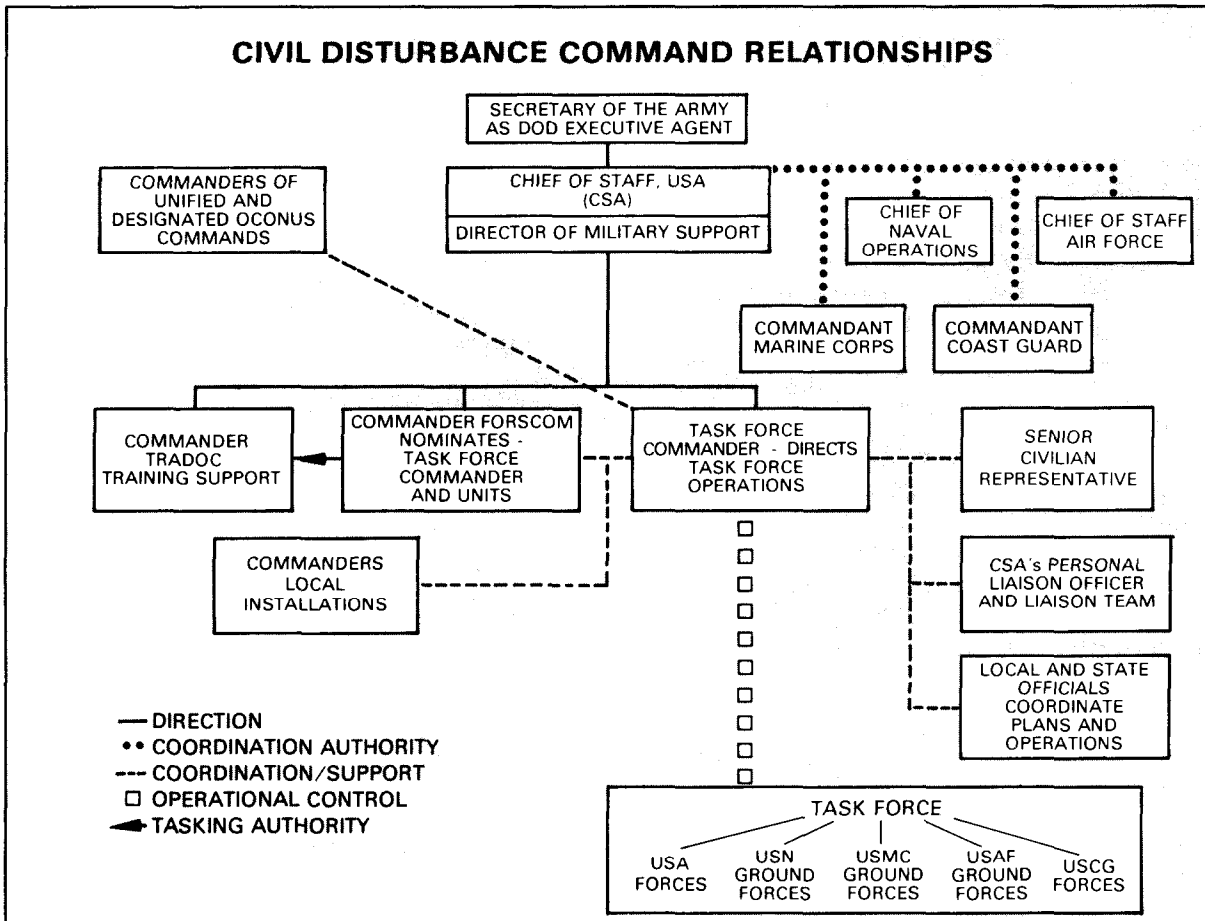 CIVIL DISTURBANCE COMMAND RELATIONSHIPS
SECRETARY OF THE ARMY
AS DOD EXECUTIVE AGENT
COMMANDERS OF
UNIFIED AND
DESIGNATED OCONUS
COMMANDS
CHIEF OF STAFF, USA
(CSA)
DIRECTOR OF MILITARY SUPPORT
CHIEF OF
NAVAL
OPERATIONS
CHIEF OF STAFF
AIR FORCE
COMMANDANT
MARINE CORPS
COMMANDANT
COAST GUARD
COMMANDER
TRADOC
TRAINING SUPPORT
COMMANDER FORSCOM
NOMINATES -
TASK FORCE
COMMANDER
AND UNITS
TASK FORCE
COMMANDER - DIRECTS
TASK FORCE
OPERATIONS
SENIOR
CIVILIAN
REPRESENTATIVE
COMMANDERS
LOCAL
INSTALLATIONS
CSA's PERSONAL
LIAISON OFFICER
AND LIAISON TEAM
LOCAL AND STATE
OFFICIALS
COORDINATE
PLANS AND
OPERATIONS
DIRECTION
COORDINATION AUTHORITY
COORDINATION/SUPPORT
OPERATIONAL CONTROL
TASKING AUTHORITY
TASK FORCE
USA
FORCES
USN
GROUND
FORCES
USMC
GROUND
FORCES
USAF
GROUND
FORCES
USCG
FORCES